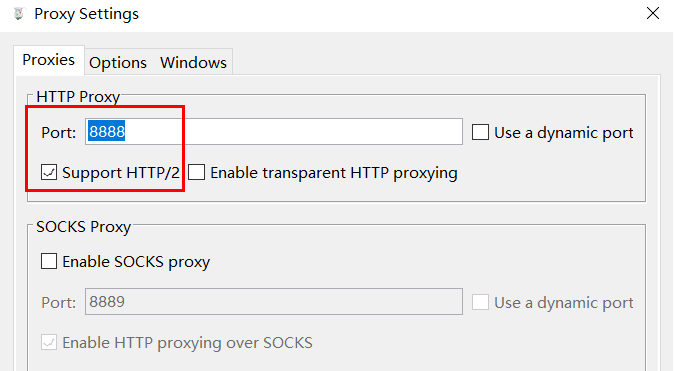 Proxy Settings
Proxies Options Windows
HTTP Proxy
Port: 8888 Use a dynamic port
Support HTTP/2 Enable transparent HTTP proxying
SOCKS Proxy
Enable SOCKS proxy
Port: 8889 Use a dynamic port
Enable HTTP proxying over SOCKS